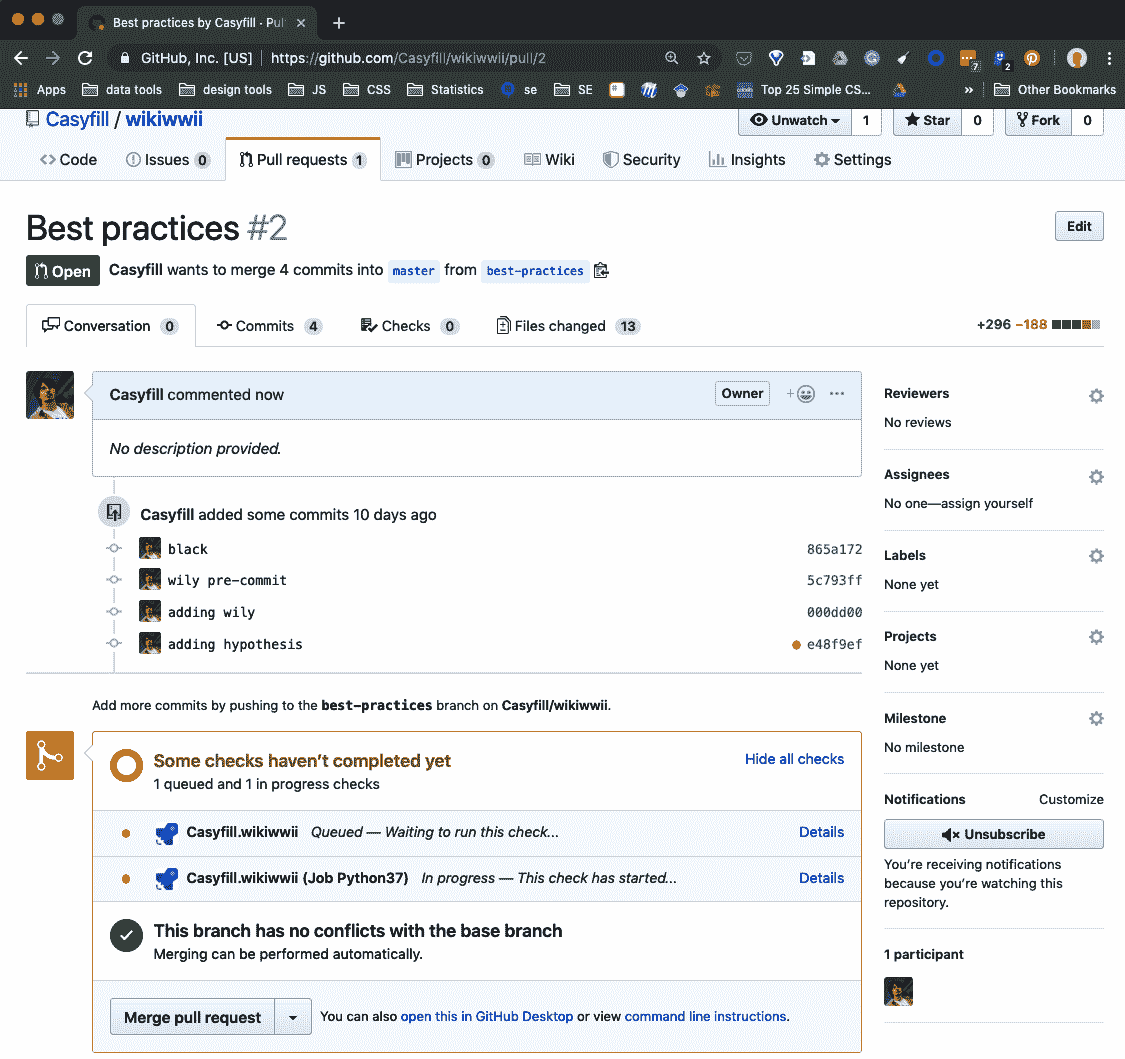 Best practices by Casyfill · Pul
GitHub, Inc. [US] https://github.com/Casyfill/wikiwwii/pull/2
7 2
Apps data tools design tools JS CSS Statistics se SE Top 25 Simple CS... » Other Bookmarks
Casyfill / wikiwwii Unwatch 1 Star 0 Fork 0
Code Issues 0 Pull requests 1 Projects 0 Wiki Security Insights Settings
Best practices #2 Edit
Open Casyfill wants to merge 4 commits into master from best-practices
Conversation 0 Commits 4 Checks 0 Files changed 13 +296 −188
Casyfill commented now Owner + ...
No description provided.
Casyfill added some commits 10 days ago
black 865a172
wily pre-commit 5c793ff
adding wily 000dd00
adding hypothesis e48f9ef
Add more commits by pushing to the best-practices branch on Casyfill/wikiwwii.
Some checks haven't completed yet Hide all checks
1 queued and 1 in progress checks
Casyfill.wikiwwii Queued — Waiting to run this check... Details
Casyfill.wikiwwii (Job Python37) In progress — This check has started... Details
This branch has no conflicts with the base branch
Merging can be performed automatically.
Merge pull request You can also open this in GitHub Desktop or view command line instructions.
Reviewers
No reviews
Assignees
No one—assign yourself
Labels
None yet
Projects
None yet
Milestone
No milestone
Notifications Customize
Unsubscribe
You're receiving notifications
because you're watching this
repository.
1 participant